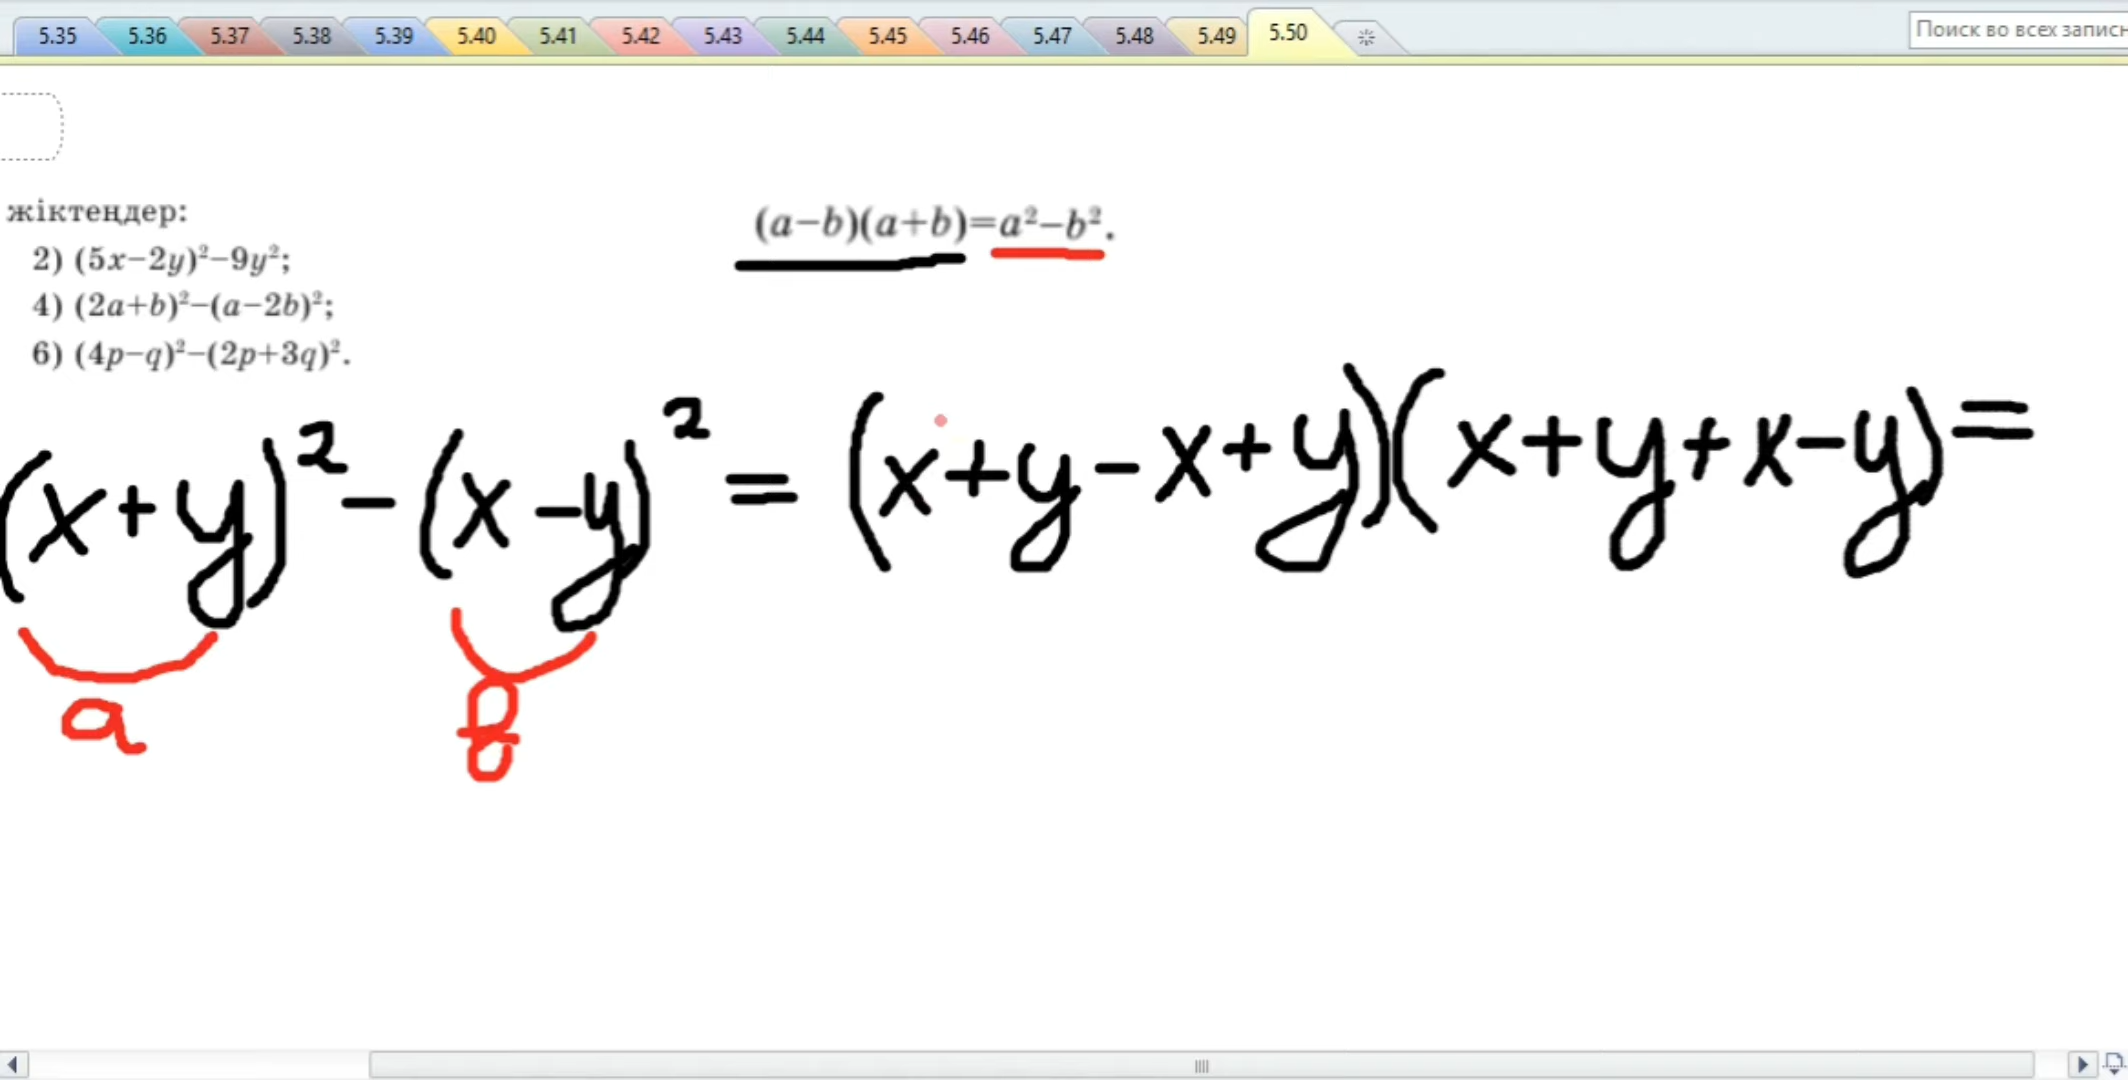 5.35 5.36 5.37 5.38 5.39 5.40 5.41 5.42 5.43 5.44 5.45 5.46 5.47 5.48 5.49 5.50
Поиск во всех запис
жіктеңдер:
(a−b)(a+b)=a²−b².
2) (5x−2y)²−9y²;
4) (2a+b)²−(a−2b)²;
6) (4p−q)²−(2p+3q)².
(x+y)²−(x−y)²=(x+y−x+y)(x+y+x−y)=
a в